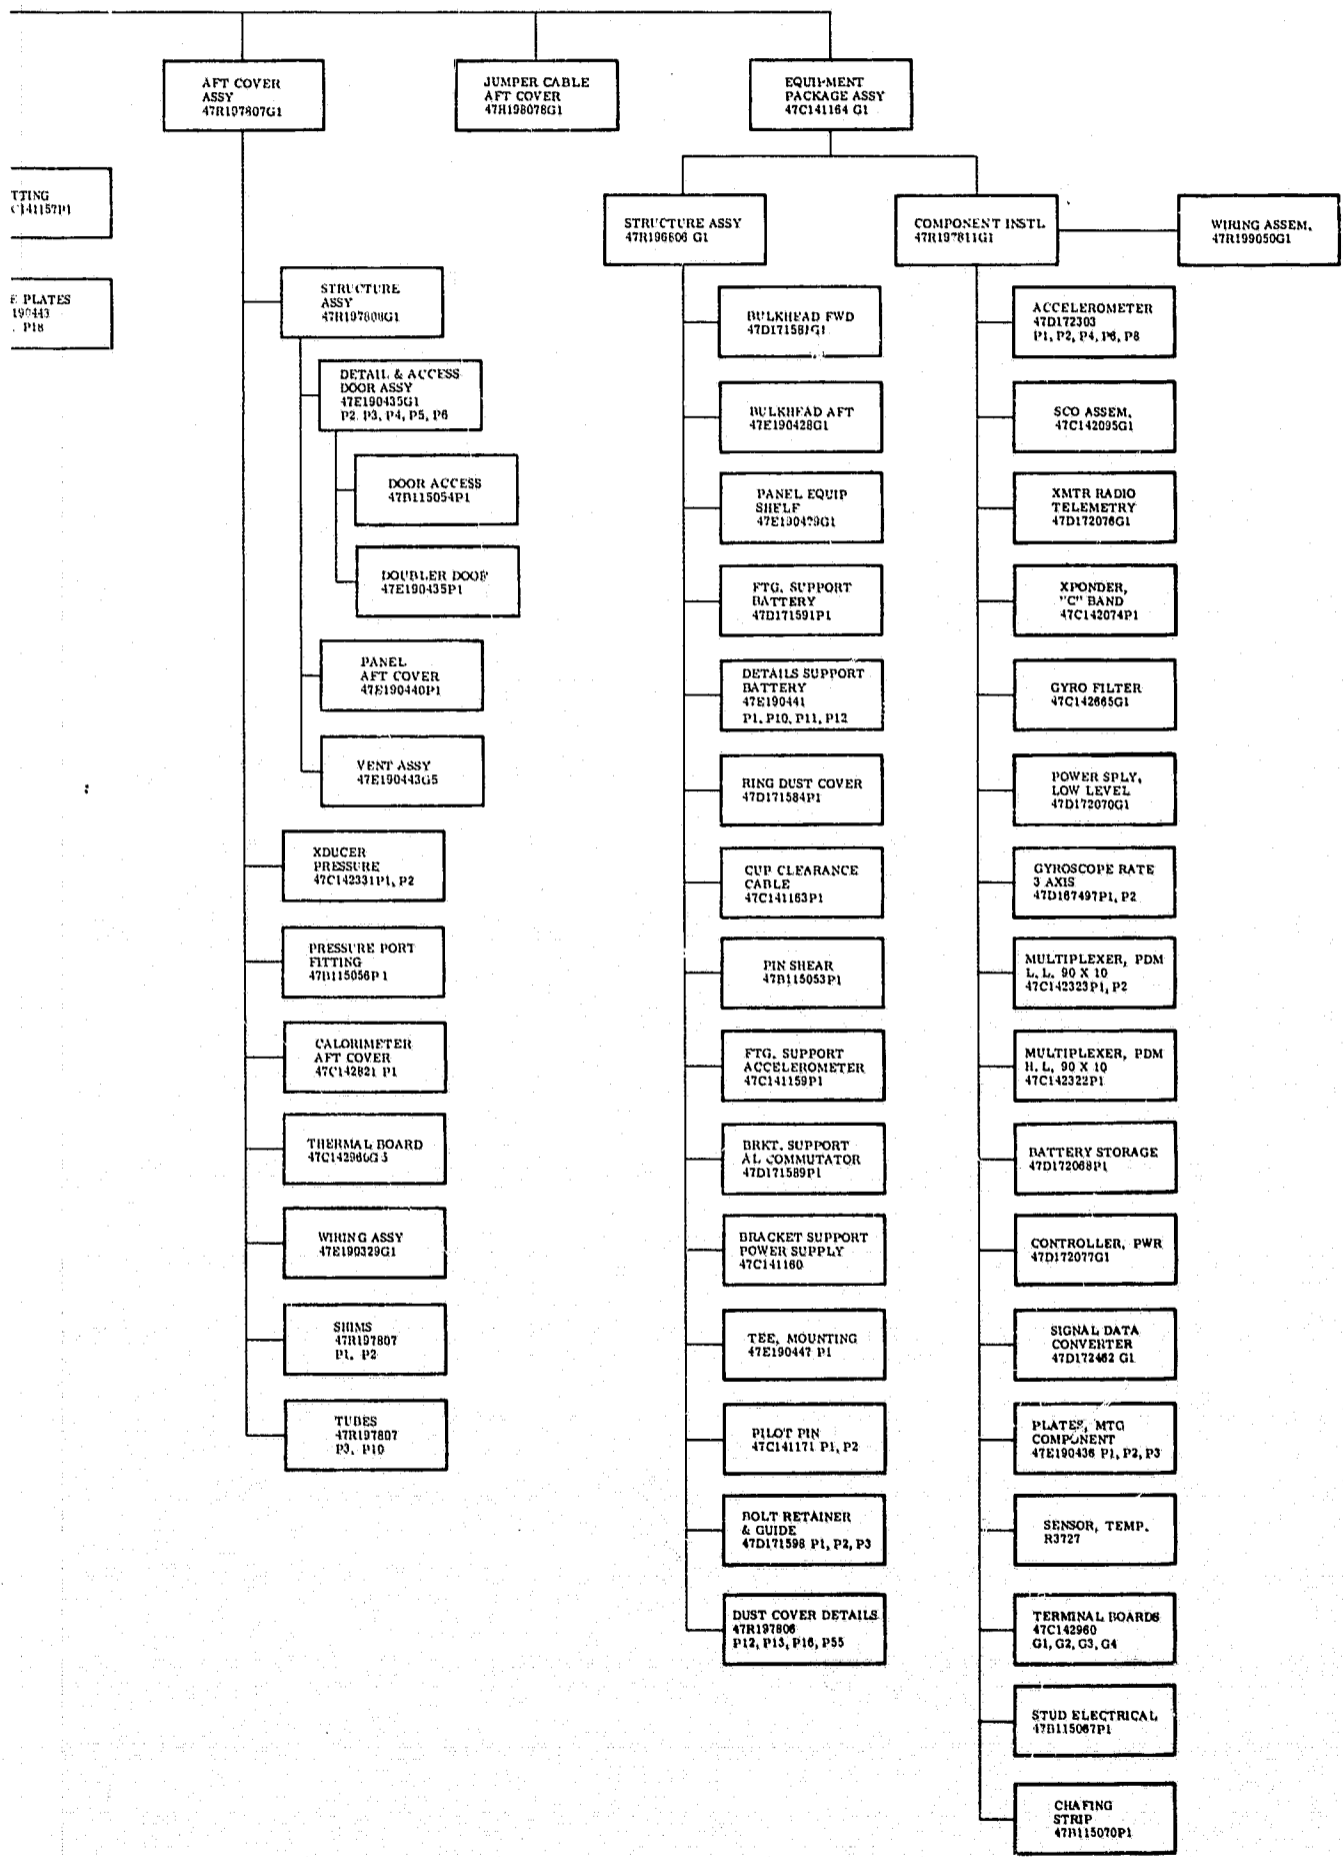 AFT COVER
ASSY
47R197807G1
JUMPER CABLE
AFT COVER
47R198078G1
EQUIPMENT
PACKAGE ASSY
47C141164 G1
TTING
C141157P1
E PLATES
190443
P18
STRUCTURE
ASSY
47R197808G1
DETAIL & ACCESS
DOOR ASSY
47E190435G1
P2, P3, P4, P5, P6
DOOR ACCESS
47B115054P1
DOUBLER DOOR
47E190435P1
PANEL
AFT COVER
47E190440P1
VENT ASSY
47E190443G5
XDUCER
PRESSURE
47C142331P1, P2
PRESSURE PORT
FITTING
47B115056P1
CALORIMETER
AFT COVER
47C142821 P1
THERMAL BOARD
47C142960G5
WIRING ASSY
47E190329G1
SHIMS
47R197807
P1, P2
TUBES
47R197807
P3, P10
STRUCTURE ASSY
47R196806 G1
BULKHEAD FWD
47D171581G1
BULKHEAD AFT
47E190428G1
PANEL EQUIP
SHELF
47E190429G1
FTG. SUPPORT
BATTERY
47D171591P1
DETAILS SUPPORT
BATTERY
47E190441
P1, P10, P11, P12
RING DUST COVER
47D171584P1
CUP CLEARANCE
CABLE
47C141163P1
PIN SHEAR
47B115053P1
FTG. SUPPORT
ACCELEROMETER
47C141159P1
BRKT. SUPPORT
AL COMMUTATOR
47D171589P1
BRACKET SUPPORT
POWER SUPPLY
47C141160
TEE, MOUNTING
47E190447 P1
PILOT PIN
47C141171 P1, P2
BOLT RETAINER
& GUIDE
47D171598 P1, P2, P3
DUST COVER DETAILS
47R197806
P12, P15, P16, P55
COMPONENT INSTL
47R197811G1
WIRING ASSEM.
47R199050G1
ACCELEROMETER
47D172303
P1, P2, P4, P6, P8
SCO ASSEM.
47C142095G1
XMTR RADIO
TELEMETRY
47D172076G1
XPONDER,
"C" BAND
47C142074P1
GYRO FILTER
47C142665G1
POWER SPLY,
LOW LEVEL
47D172070G1
GYROSCOPE RATE
3 AXIS
47D167497P1, P2
MULTIPLEXER, PDM
L. L. 90 X 10
47C142323P1, P2
MULTIPLEXER, PDM
H. L, 90 X 10
47C142322P1
BATTERY STORAGE
47D172068P1
CONTROLLER, PWR
47D172077G1
SIGNAL DATA
CONVERTER
47D172462 G1
PLATES, MTG
COMPONENT
47E190436 P1, P2, P3
SENSOR, TEMP.
R3727
TERMINAL BOARDS
47C142960
G1, G2, G3, G4
STUD ELECTRICAL
47B115067P1
CHAFING
STRIP
47B115070P1